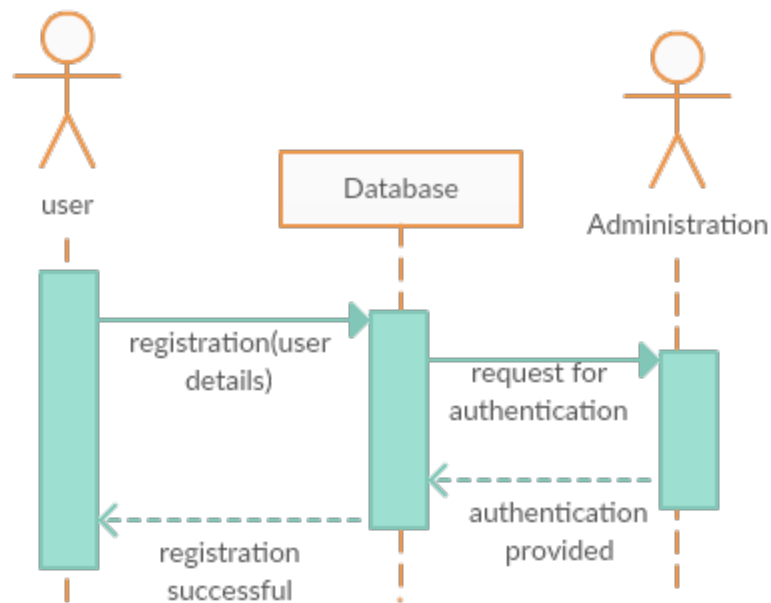 user
Database
Administration
registration(user
details)
request for
authentication
authentication
provided
registration
successful